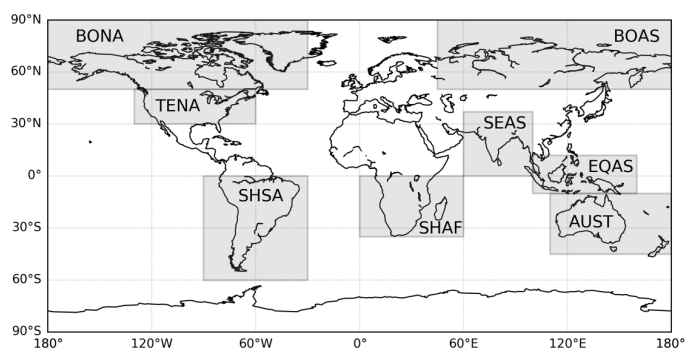 90°N
BONA
BOAS
60°N
TENA
30°N
SEAS
EQAS
0°
SHSA
SHAF
AUST
30°S
60°S
90°S
180°
120°W
60°W
0°
60°E
120°E
180°